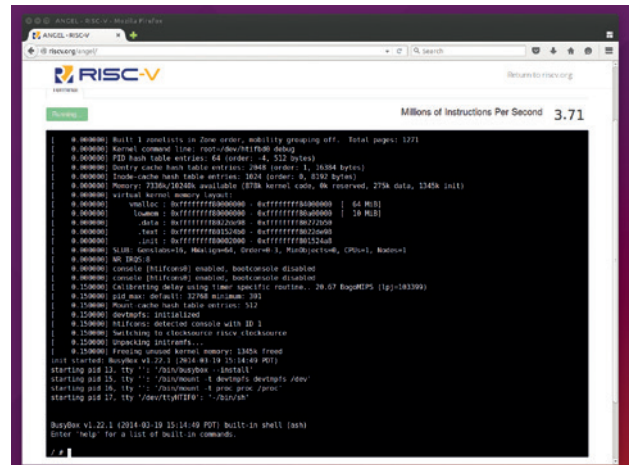 ANGEL - RISC-V - Mozilla Firefox
ANGEL - RISC-V
riscv.org/angel/
Search
RISC-V
Return to riscv.org
Running...
Millions of Instructions Per Second 3.71
[ 0.000000] Built 1 zonelists in Zone order, mobility grouping off. Total pages: 1271
[ 0.000000] Kernel command line: root=/dev/htifbd0 debug
[ 0.000000] PID hash table entries: 64 (order: -4, 512 bytes)
[ 0.000000] Dentry cache hash table entries: 2048 (order: 1, 16384 bytes)
[ 0.000000] Inode-cache hash table entries: 1024 (order: 0, 8192 bytes)
[ 0.000000] Memory: 7336k/10240k available (878k kernel code, 0k reserved, 275k data, 1345k init)
[ 0.000000] virtual kernel memory layout:
[ 0.000000] vmalloc : 0xffffffff80000000 - 0xffffffff84000000 [ 64 MiB]
[ 0.000000] lowmem : 0xffffffff80000000 - 0xffffffff80a00000 [ 10 MiB]
[ 0.000000] .data :
[ 0.000000] .text :
[ 0.000000] .init :
[ 0.000000] SLUB: Genslabs=16, HWalign=64, Order=0-3, MinObjects=0, CPUs=1, Nodes=1
[ 0.000000] NR IRQS:8
[ 0.000000] console [htifcons0] enabled, bootconsole disabled
[ 0.000000] console [htifcons0] enabled, bootconsole disabled
[ 0.150000] Calibrating delay using timer specific routine.. 20.67 BogoMIPS (lpj=103399)
[ 0.150000] pid_max: default: 32768 minimum: 301
[ 0.150000] Mount-cache hash table entries: 512
[ 0.150000] devtmpfs: initialized
[ 0.150000] htifcons: detected console with ID 1
[ 0.150000] Switching to clocksource riscv_clocksource
[ 0.150000] Unpacking initramfs...
[ 0.150000] Freeing unused kernel memory: 1345k freed
init started: BusyBox v1.22.1 (2014-03-19 15:14:49 PDT)
starting pid 13, tty '': '/bin/busybox --install'
starting pid 15, tty '': '/bin/mount -t devtmpfs devtmpfs /dev'
starting pid 16, tty '': '/bin/mount -t proc proc /proc'
starting pid 17, tty '/dev/ttyHTIF0': '-/bin/sh'
BusyBox v1.22.1 (2014-03-19 15:14:49 PDT) built-in shell (ash)
Enter 'help' for a list of built-in commands.
/ #